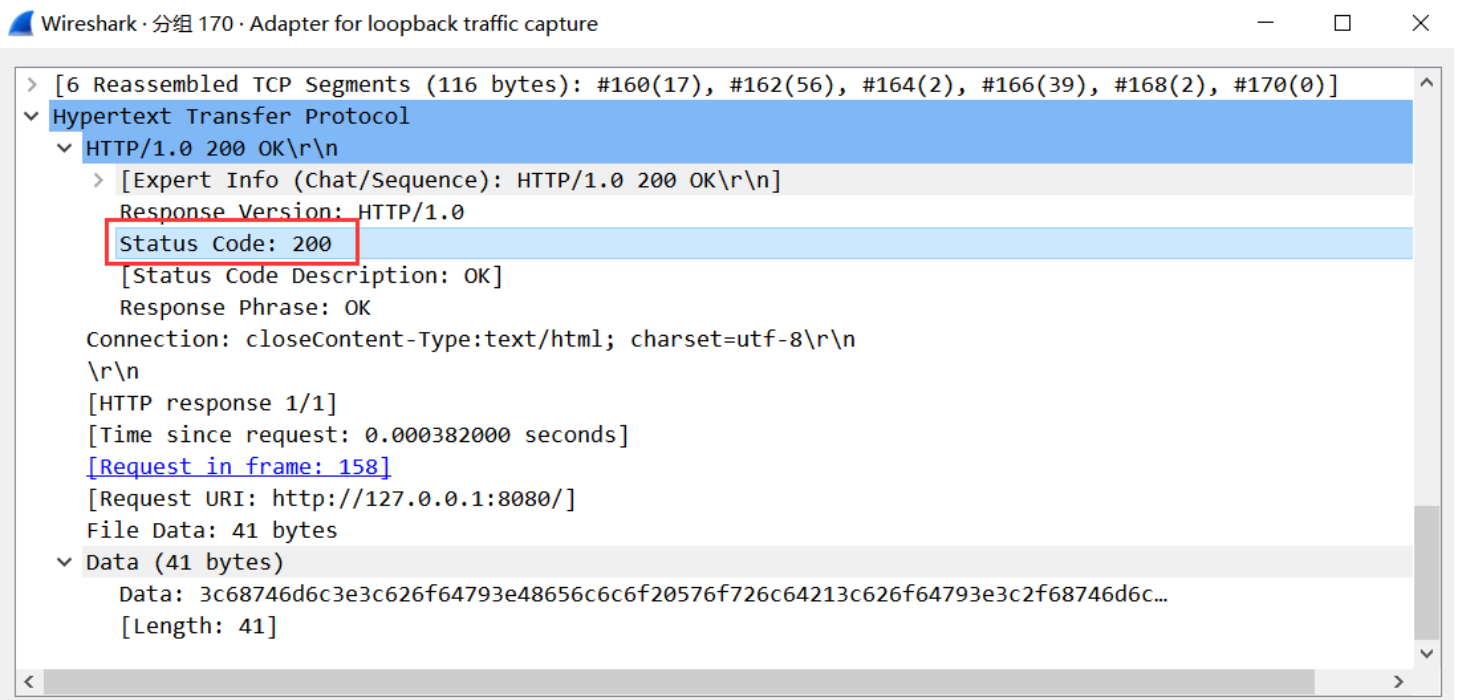 Wireshark · 分组 170 · Adapter for loopback traffic capture
[6 Reassembled TCP Segments (116 bytes): #160(17), #162(56), #164(2), #166(39), #168(2), #170(0)]
Hypertext Transfer Protocol
HTTP/1.0 200 OK\r\n
[Expert Info (Chat/Sequence): HTTP/1.0 200 OK\r\n]
Response Version: HTTP/1.0
Status Code: 200
[Status Code Description: OK]
Response Phrase: OK
Connection: closeContent-Type:text/html; charset=utf-8\r\n
\r\n
[HTTP response 1/1]
[Time since request: 0.000382000 seconds]
[Request in frame: 158]
[Request URI: http://127.0.0.1:8080/]
File Data: 41 bytes
Data (41 bytes)
Data: 3c68746d6c3e3c626f64793e48656c6c6f20576f726c64213c626f64793e3c2f68746d6c…
[Length: 41]